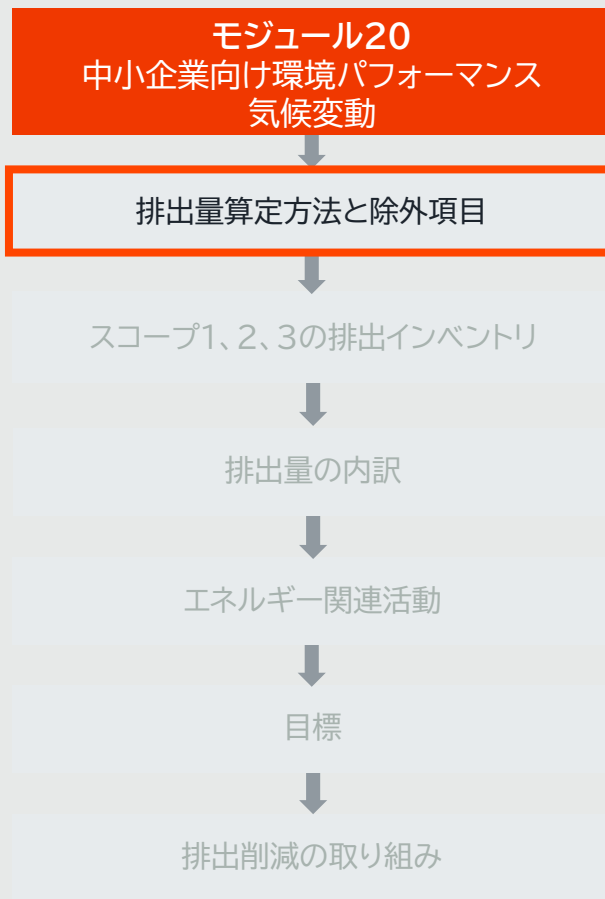 モジュール20
中小企業向け環境パフォーマンス
気候変動
排出量算定方法と除外項目
スコープ1、2、3の排出インベントリ
排出量の内訳
エネルギー関連活動
目標
排出削減の取り組み